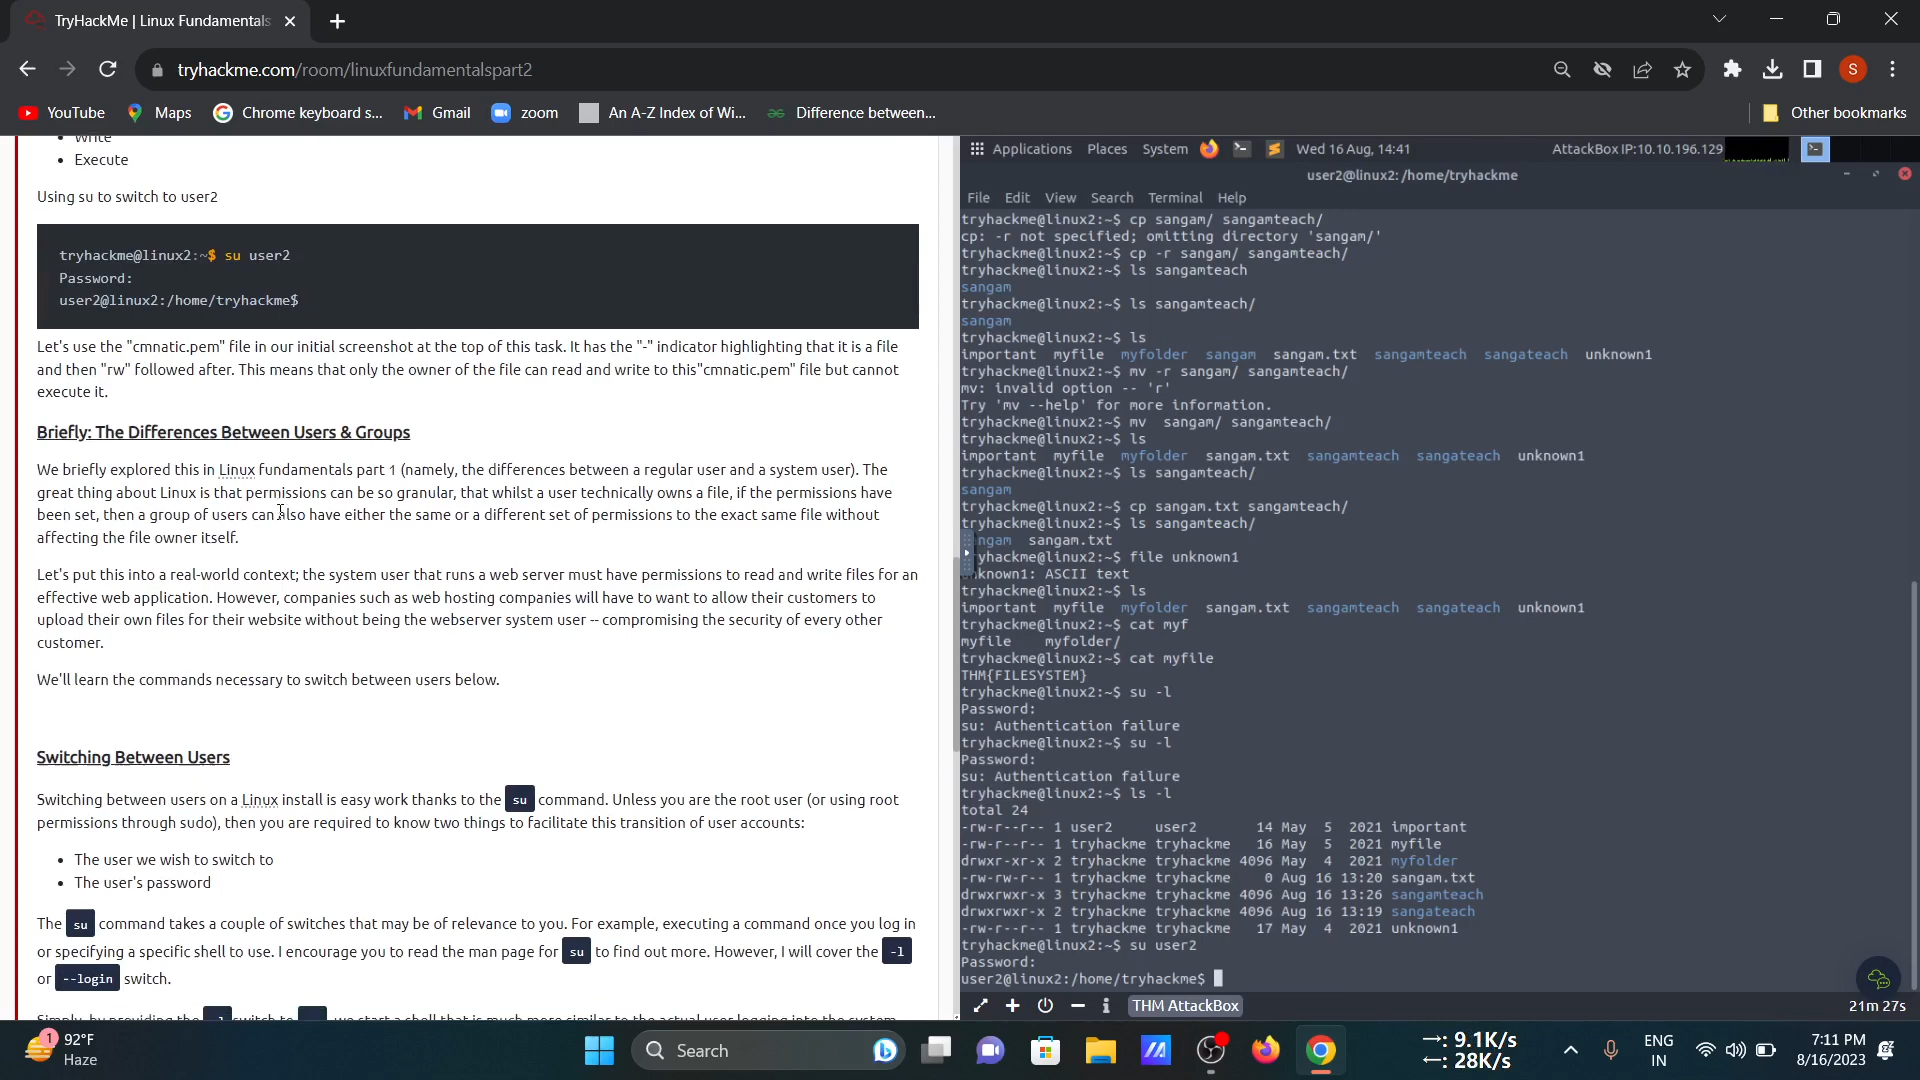 TryHackMe | Linux Fundamentals
tryhackme.com/room/linuxfundamentalspart2
S
YouTube
Maps
Chrome keyboard s...
Gmail
zoom
An A-Z Index of Wi...
Difference between...
Other bookmarks
• Write
• Execute
Using su to switch to user2
tryhackme@linux2:~$ su user2
Password:
user2@linux2:/home/tryhackme$
Let's use the "cmnatic.pem" file in our initial screenshot at the top of this task. It has the "-" indicator highlighting that it is a file
and then "rw" followed after. This means that only the owner of the file can read and write to this"cmnatic.pem" file but cannot
execute it.
Briefly: The Differences Between Users & Groups
We briefly explored this in Linux fundamentals part 1 (namely, the differences between a regular user and a system user). The
great thing about Linux is that permissions can be so granular, that whilst a user technically owns a file, if the permissions have
been set, then a group of users can also have either the same or a different set of permissions to the exact same file without
affecting the file owner itself.
Let's put this into a real-world context; the system user that runs a web server must have permissions to read and write files for an
effective web application. However, companies such as web hosting companies will have to want to allow their customers to
upload their own files for their website without being the webserver system user -- compromising the security of every other
customer.
We'll learn the commands necessary to switch between users below.
Switching Between Users
Switching between users on a Linux install is easy work thanks to the su command. Unless you are the root user (or using root
permissions through sudo), then you are required to know two things to facilitate this transition of user accounts:
• The user we wish to switch to
• The user's password
The su command takes a couple of switches that may be of relevance to you. For example, executing a command once you log in
or specifying a specific shell to use. I encourage you to read the man page for su to find out more. However, I will cover the -l
or --login switch.
Simply, by providing the switch to , we start a shell that is much more similar to the actual user logging into the system
Applications Places System Wed 16 Aug, 14:41 AttackBox IP:10.10.196.129
user2@linux2: /home/tryhackme
File Edit View Search Terminal Help
tryhackme@linux2:~$ cp sangam/ sangamteach/
cp: -r not specified; omitting directory 'sangam/'
tryhackme@linux2:~$ cp -r sangam/ sangamteach/
tryhackme@linux2:~$ ls sangamteach
sangam
tryhackme@linux2:~$ ls sangamteach/
sangam
tryhackme@linux2:~$ ls
important myfile myfolder sangam sangam.txt sangamteach sangateach unknown1
tryhackme@linux2:~$ mv -r sangam/ sangamteach/
mv: invalid option -- 'r'
Try 'mv --help' for more information.
tryhackme@linux2:~$ mv  sangam/ sangamteach/
tryhackme@linux2:~$ ls
important myfile myfolder sangam.txt sangamteach sangateach unknown1
tryhackme@linux2:~$ ls sangamteach/
sangam
tryhackme@linux2:~$ cp sangam.txt sangamteach/
tryhackme@linux2:~$ ls sangamteach/
ngam sangam.txt
yhackme@linux2:~$ file unknown1
known1: ASCII text
tryhackme@linux2:~$ ls
important myfile myfolder sangam.txt sangamteach sangateach unknown1
tryhackme@linux2:~$ cat myf
myfile myfolder/
tryhackme@linux2:~$ cat myfile
THM{FILESYSTEM}
tryhackme@linux2:~$ su -l
Password:
su: Authentication failure
tryhackme@linux2:~$ su -l
Password:
su: Authentication failure
tryhackme@linux2:~$ ls -l
total 24
-rw-r--r-- 1 user2 user2 14 May 5 2021 important
-rw-r--r-- 1 tryhackme tryhackme 16 May 5 2021 myfile
drwxr-xr-x 2 tryhackme tryhackme 4096 May 4 2021 myfolder
-rw-rw-r-- 1 tryhackme tryhackme 0 Aug 16 13:20 sangam.txt
drwxrwxr-x 3 tryhackme tryhackme 4096 Aug 16 13:26 sangamteach
drwxrwxr-x 2 tryhackme tryhackme 4096 Aug 16 13:19 sangateach
-rw-r--r-- 1 tryhackme tryhackme 17 May 4 2021 unknown1
tryhackme@linux2:~$ su user2
Password:
user2@linux2:/home/tryhackme$
THM AttackBox
21m 27s
1
92°F
Haze
Search
9.1K/s
28K/s
ENG
IN
7:11 PM
8/16/2023